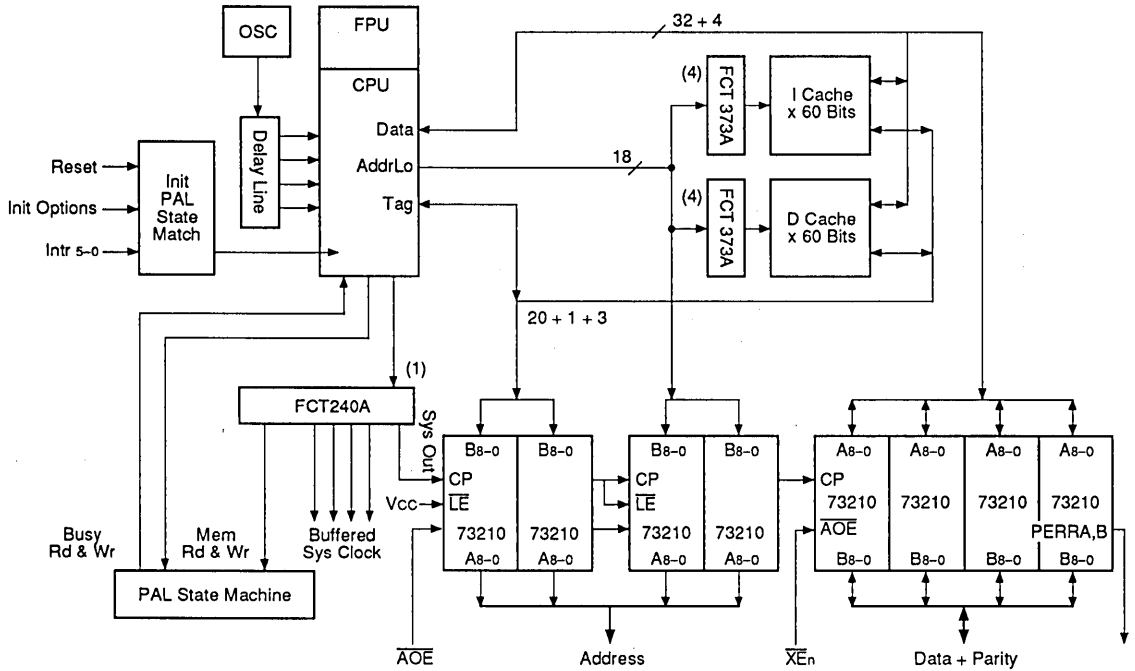 OSC
FPU
CPU
Data
AddrLo
Tag
Delay Line
Reset
Init Options
Intr 5-0
Init
PAL
State
Match
32 + 4
18
(4)
FCT 373A
I Cache
x 60 Bits
(4)
FCT 373A
D Cache
x 60 Bits
20 + 1 + 3
(1)
FCT240A
Sys Out
Vcc
B8-0
B8-0
CP
LE
73210
73210
A8-0
A8-0
B8-0
B8-0
CP
LE
73210
73210
A8-0
A8-0
A8-0
A8-0
A8-0
A8-0
CP
73210
73210
73210
73210
AOE
PERRA,B
B8-0
B8-0
B8-0
B8-0
Busy
Rd & Wr
Mem
Rd & Wr
Buffered
Sys Clock
PAL State Machine
AOE
Address
XEn
Data + Parity